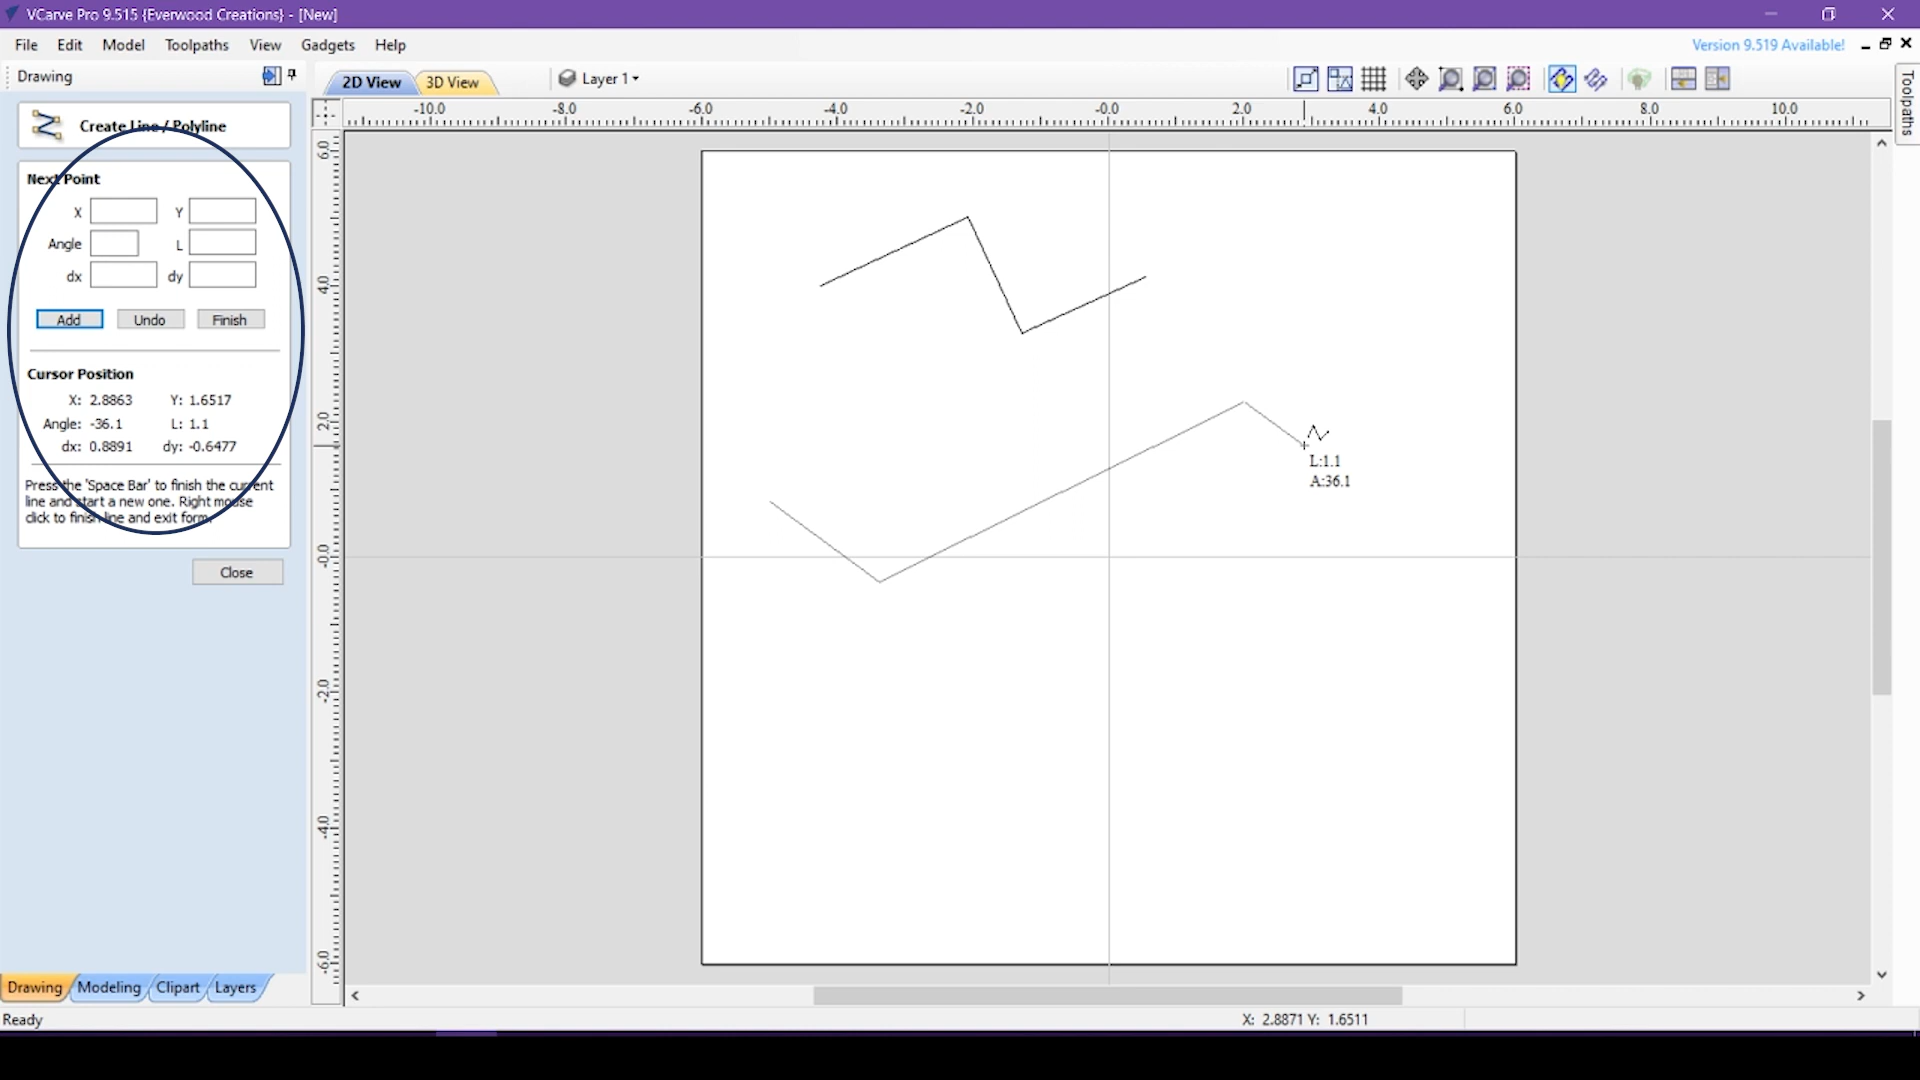 VCarve Pro 9.515 {Everwood Creations} - [New]
File Edit Model Toolpaths View Gadgets Help
Version 9.519 Available!
Drawing
2D View 3D View Layer 1
Toolpaths
-10.0 -8.0 -6.0 -4.0 -2.0 -0.0 2.0 4.0 6.0 8.0 10.0
6.0
4.0
2.0
-0.0
-2.0
-4.0
-6.0
Create Line / Polyline
Next Point
X Y
Angle L
dx dy
Add Undo Finish
Cursor Position
X: 2.8863 Y: 1.6517
Angle: -36.1 L: 1.1
dx: 0.8891 dy: -0.6477
Press the 'Space Bar' to finish the current
line and start a new one. Right mouse
click to finish line and exit form.
Close
L:1.1
A:36.1
Drawing Modeling Clipart Layers
Ready
X: 2.8871 Y: 1.6511